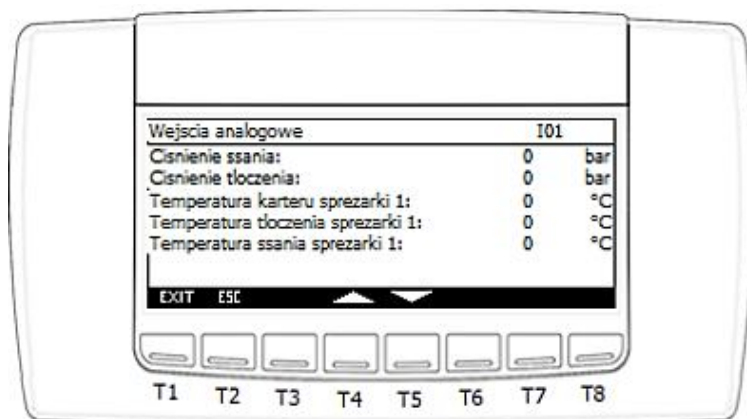 Wejscia analogowe I01
Cisnienie ssania: 0 bar
Cisnienie tloczenia: 0 bar
Temperatura karteru sprezarki 1: 0 °C
Temperatura tloczenia sprezarki 1: 0 °C
Temperatura ssania sprezarki 1: 0 °C
EXIT ESC
T1 T2 T3 T4 T5 T6 T7 T8